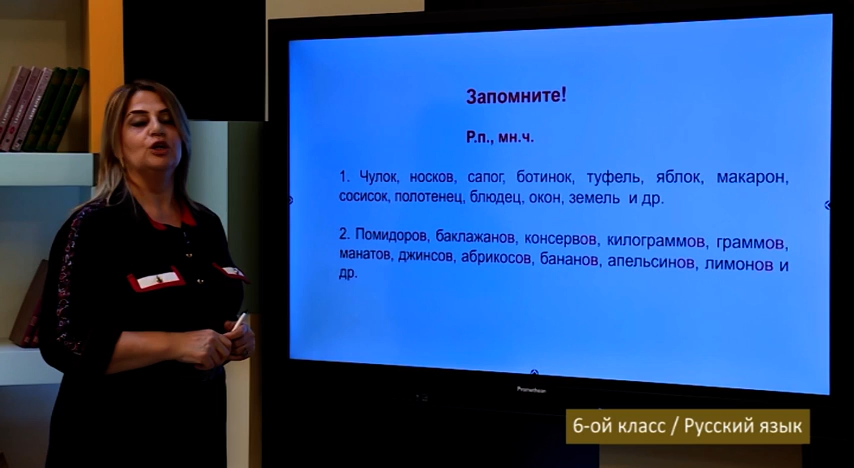 Запомните!
Р.п., мн.ч.
1. Чулок, носков, сапог, ботинок, туфель, яблок, макарон,
сосисок, полотенец, блюдец, окон, земель и др.
2. Помидоров, баклажанов, консервов, килограммов, граммов,
манатов, джинсов, абрикосов, бананов, апельсинов, лимонов и
др.
Promethean
6-ой класс / Русский язык